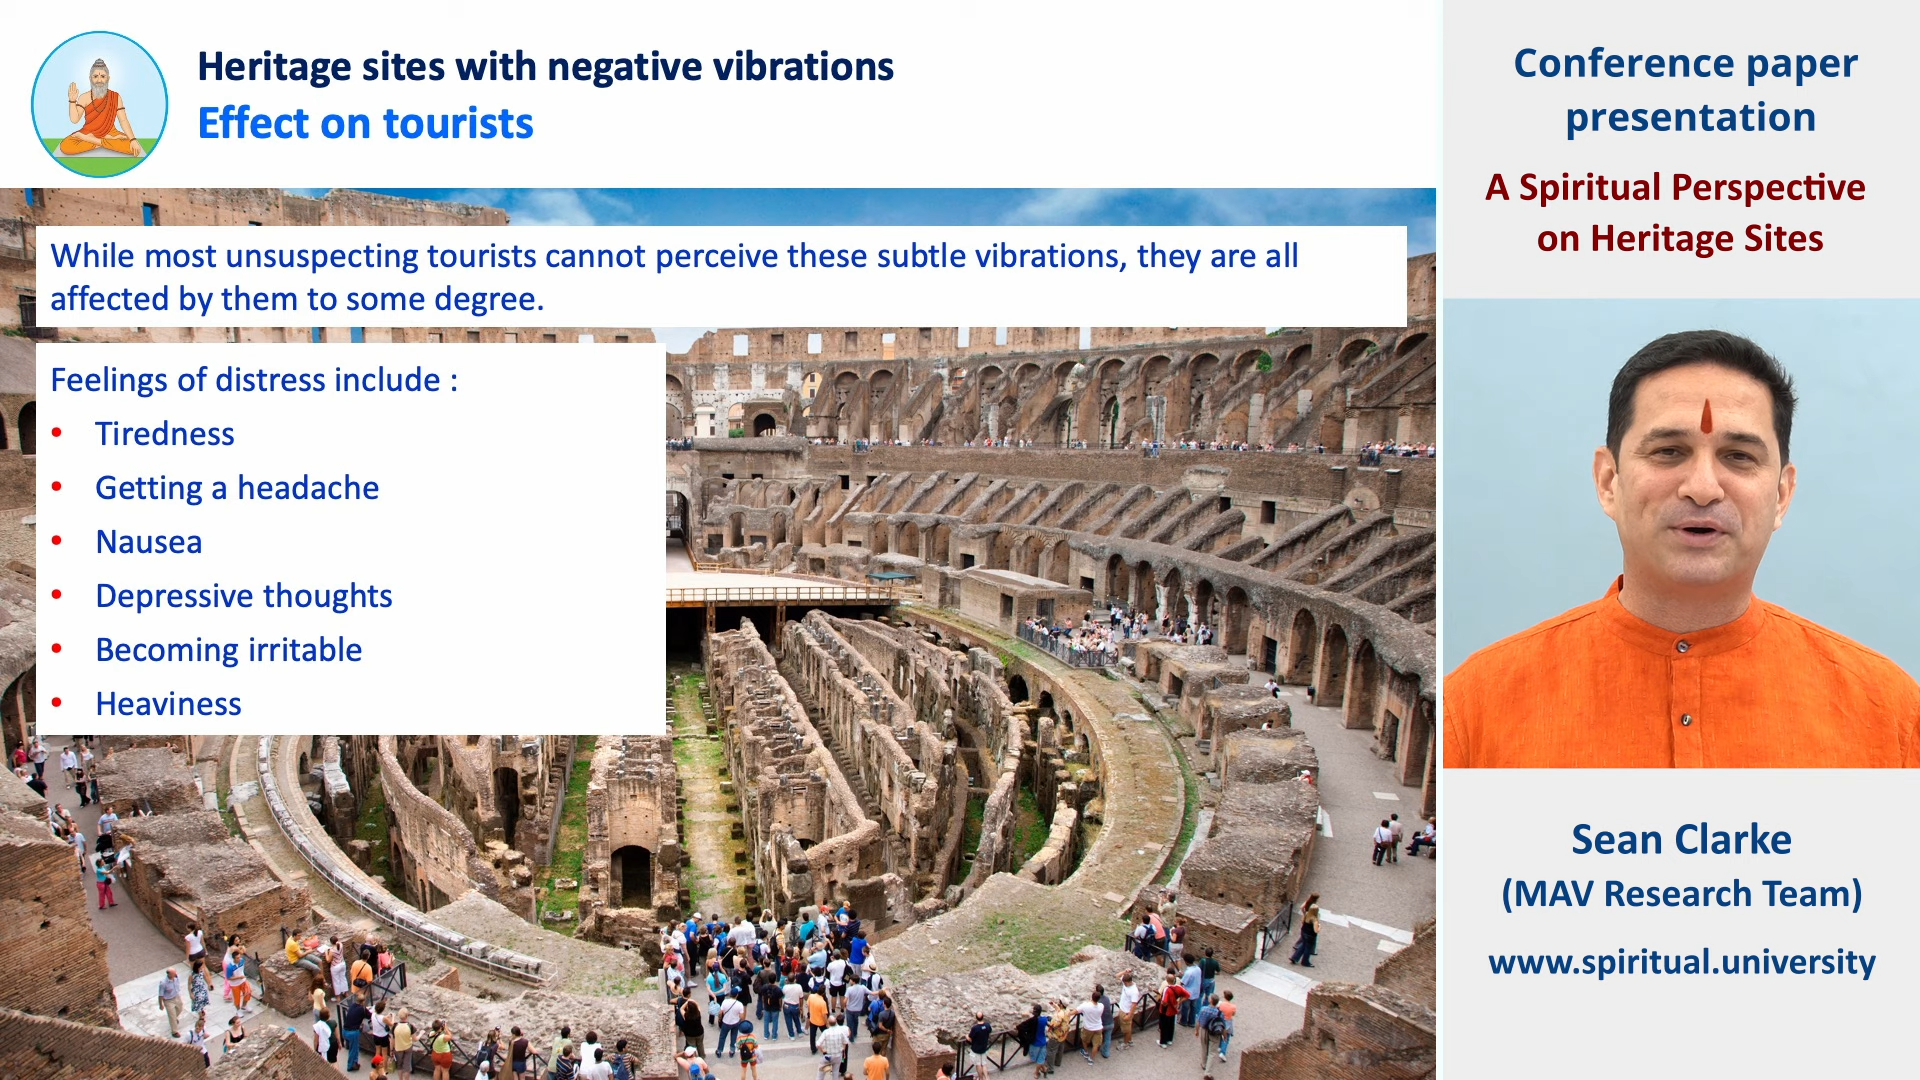 Heritage sites with negative vibrations
Effect on tourists
While most unsuspecting tourists cannot perceive these subtle vibrations, they are all
affected by them to some degree.
Feelings of distress include :
• Tiredness
• Getting a headache
• Nausea
• Depressive thoughts
• Becoming irritable
• Heaviness
Conference paper
presentation
A Spiritual Perspective
on Heritage Sites
Sean Clarke
(MAV Research Team)
www.spiritual.university